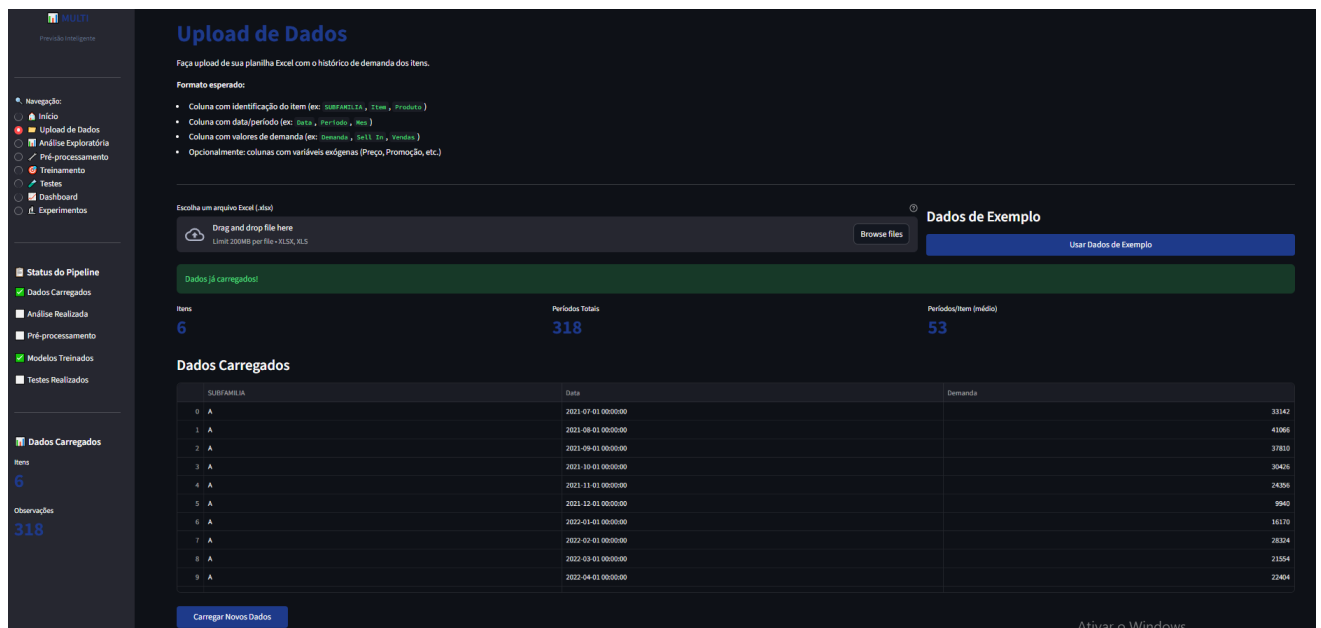 MULTI
Previsão Inteligente
Navegação:
Início
Upload de Dados
Análise Exploratória
Pré-processamento
Treinamento
Testes
Dashboard
Experimentos
Status do Pipeline
Dados Carregados
Análise Realizada
Pré-processamento
Modelos Treinados
Testes Realizados
Dados Carregados
Itens
6
Observações
318
Upload de Dados
Faça upload de sua planilha Excel com o histórico de demanda dos itens.
Formato esperado:
• Coluna com identificação do item (ex: SUBFAMILIA, Item, Produto)
• Coluna com data/período (ex: Data, Periodo, Mes)
• Coluna com valores de demanda (ex: Demanda, Sell In, Vendas)
• Opcionalmente: colunas com variáveis exógenas (Preço, Promoção, etc.)
Escolha um arquivo Excel (.xlsx)
Drag and drop file here
Limit 200MB per file • XLSX, XLS
Browse files
Dados de Exemplo
Usar Dados de Exemplo
Dados já carregados!
Itens
6
Períodos Totais
318
Períodos/Item (médio)
53
Dados Carregados
SUBFAMILIA Data Demanda
0 A 2021-07-01 00:00:00 33142
1 A 2021-08-01 00:00:00 41066
2 A 2021-09-01 00:00:00 37810
3 A 2021-10-01 00:00:00 30426
4 A 2021-11-01 00:00:00 24356
5 A 2021-12-01 00:00:00 9940
6 A 2022-01-01 00:00:00 16170
7 A 2022-02-01 00:00:00 28324
8 A 2022-03-01 00:00:00 21554
9 A 2022-04-01 00:00:00 22404
Carregar Novos Dados
Ativar o Windows